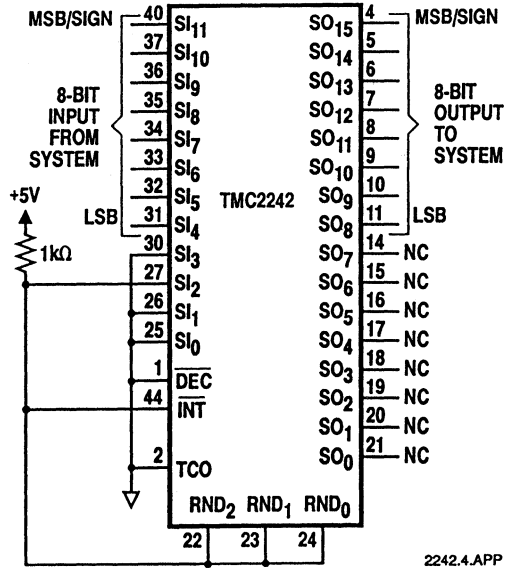 MSB/SIGN 40 SI11 SO15 4 MSB/SIGN
37 SI10 SO14 5
36 SI9 SO13 6
8-BIT INPUT FROM SYSTEM
35 SI8 SO12 7
8-BIT OUTPUT TO SYSTEM
34 SI7 SO11 8
33 SI6 SO10 9
32 SI5 TMC2242 SO9 10
+5V
LSB 31 SI4 SO8 11 LSB
1kΩ
30 SI3 SO7 14 NC
27 SI2 SO6 15 NC
26 SI1 SO5 16 NC
25 SI0 SO4 17 NC
1 DEC SO3 18 NC
44 INT SO2 19 NC
SO1 20 NC
2 TCO SO0 21 NC
RND2 RND1 RND0
22 23 24
2242.4.APP